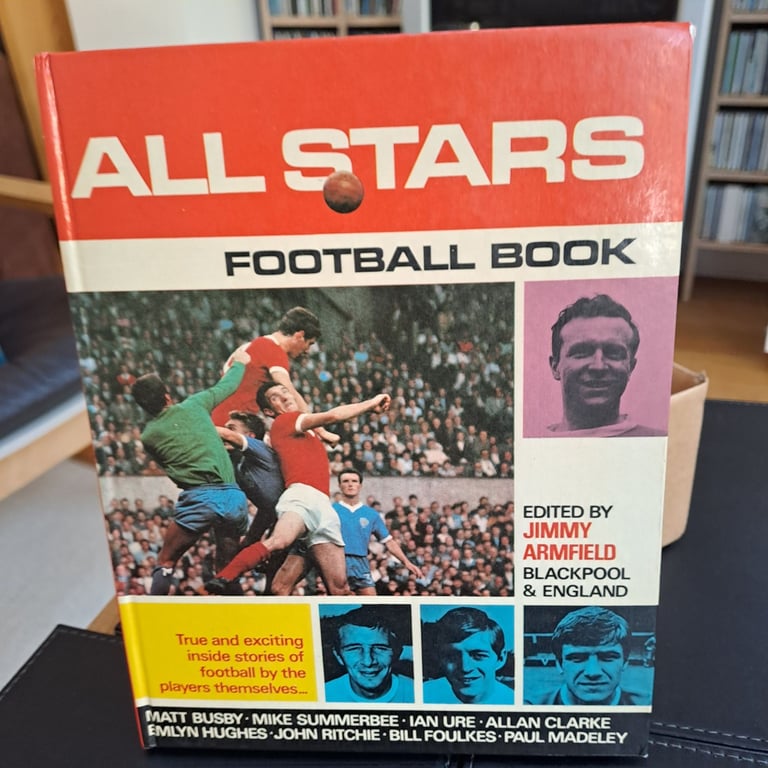 ALL STARS
FOOTBALL BOOK
EDITED BY
JIMMY
ARMFIELD
BLACKPOOL
& ENGLAND
True and exciting
inside stories of
football by the
players themselves...
MATT BUSBY · MIKE SUMMERBEE · IAN URE · ALLAN CLARKE
EMLYN HUGHES · JOHN RITCHIE · BILL FOULKES · PAUL MADELEY